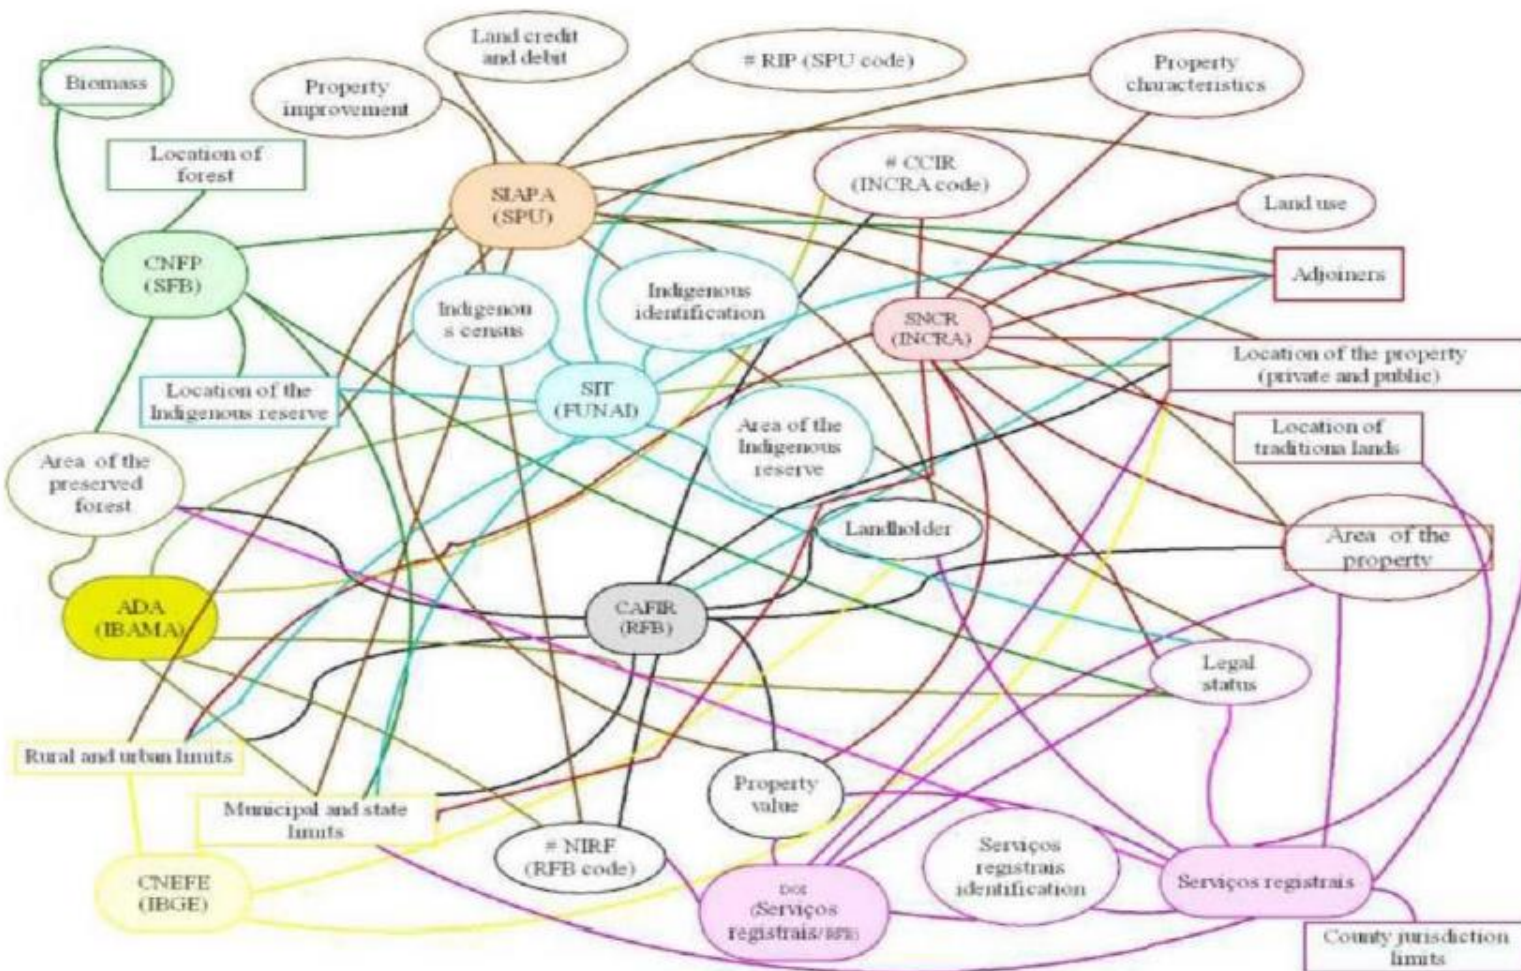 Land credit
and debit
# RIP (SPU code)
Property
characteristics
Biomass
Property
improvement
Location of
forest
# CCIR
(INCRA code)
SIAPA
(SPU)
Land use
CNFP
(SFB)
Adjoiners
Indigenou
s census
Indigenous
identification
SNCR
(INCRA)
Location of the property
(private and public)
Location of the
Indigenous reserve
SIT
(FUNAI)
Area of the
Indigenous
reserve
Location of
traditiona lands
Area of the
preserved
forest
Landholder
Area of the
property
ADA
(IBAMA)
CAFIR
(RFB)
Legal
status
Rural and urban limits
Property
value
Municipal and state
limits
# NIRF
(RFB code)
Serviços
registrais
identification
CNEFE
(IBGE)
DOI
(Serviços
registrais/RFB)
Serviços registrais
County jurisdiction
limits